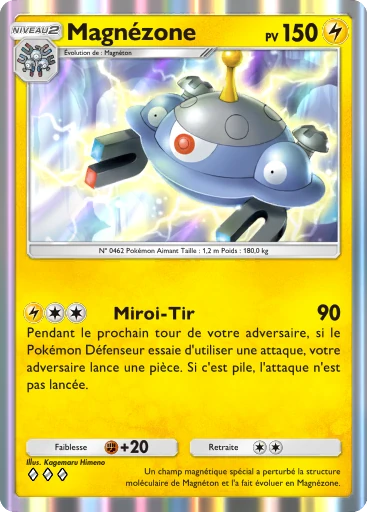 NIVEAU2
Magnézone
PV 150
Évolution de : Magnéton
N° 0462 Pokémon Aimant Taille : 1,2 m Poids : 180,0 kg
Miroi-Tir 90
Pendant le prochain tour de votre adversaire, si le
Pokémon Défenseur essaie d'utiliser une attaque, votre
adversaire lance une pièce. Si c'est pile, l'attaque n'est
pas lancée.
Faiblesse +20 Retraite
Illus. Kagemaru Himeno
Un champ magnétique spécial a perturbé la structure
moléculaire de Magnéton et l'a fait évoluer en Magnézone.